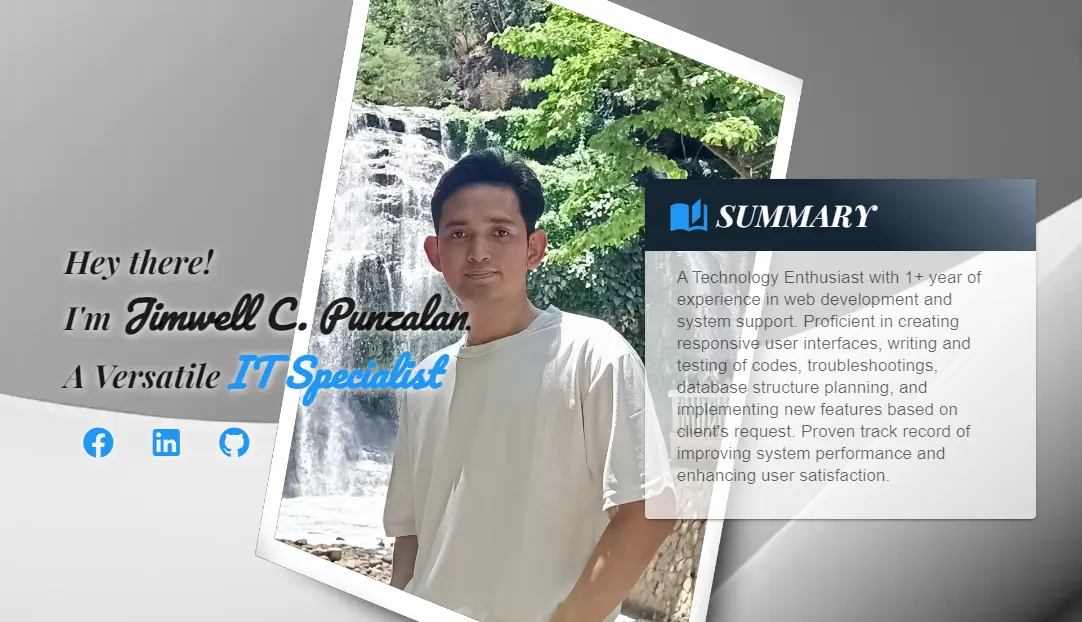 Hey there!
I'm Jimwell C. Punzalan.
A Versatile IT Specialist
SUMMARY
A Technology Enthusiast with 1+ year of
experience in web development and
system support. Proficient in creating
responsive user interfaces, writing and
testing of codes, troubleshootings,
database structure planning, and
implementing new features based on
client's request. Proven track record of
improving system performance and
enhancing user satisfaction.